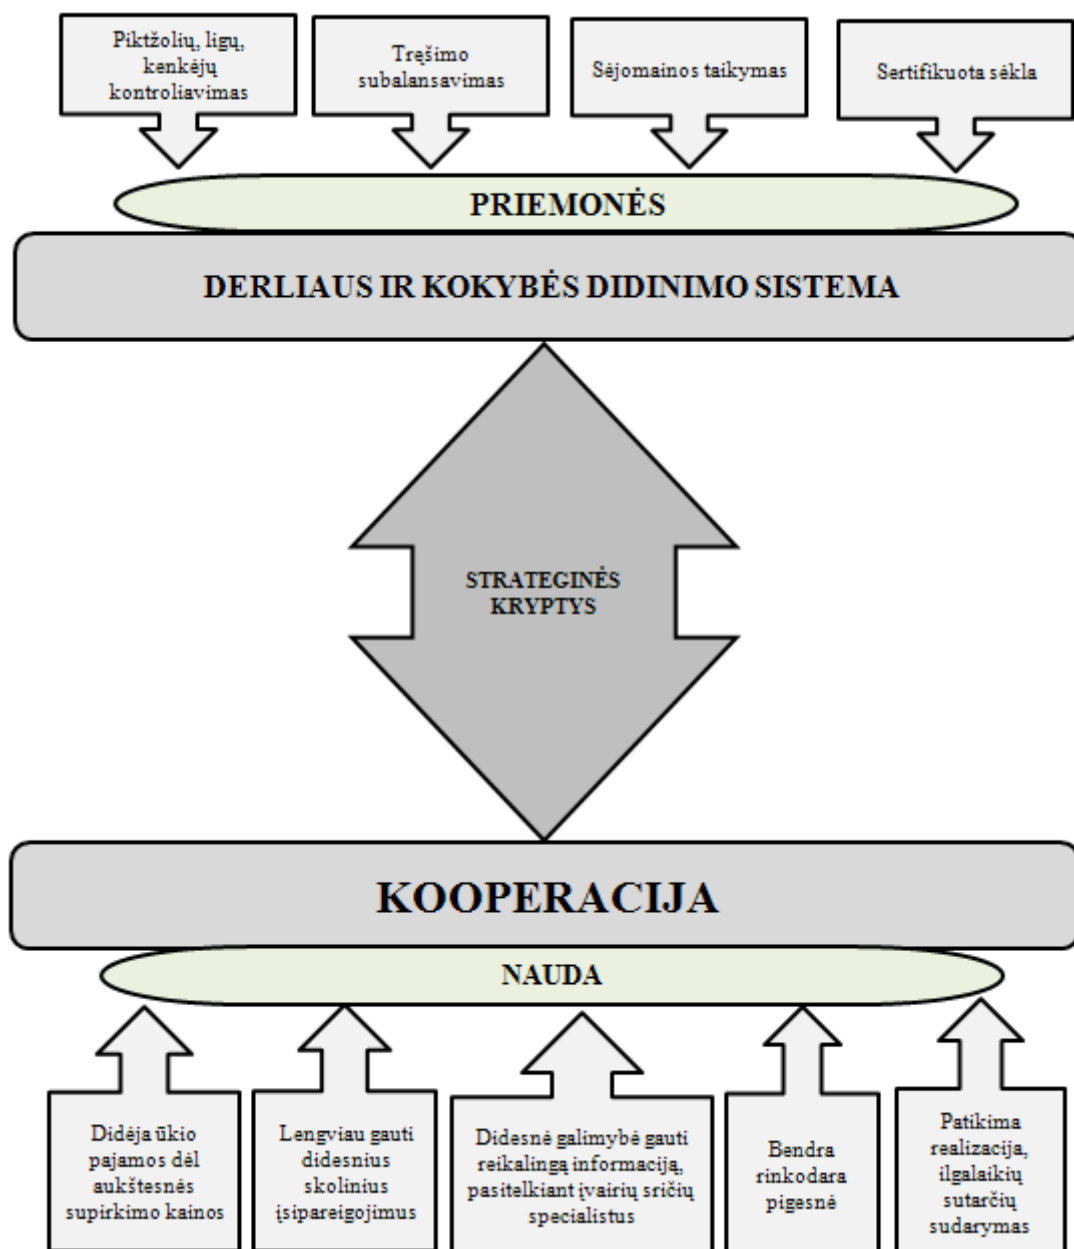 Piktžolių, ligų,
kenkėjų
kontroliavimas
Tręšimo
subalansavimas
Sėjomainos taikymas
Sertifikuota sėkla
PRIEMONĖS
DERLIAUS IR KOKYBĖS DIDINIMO SISTEMA
STRATEGINĖS
KRYPTYS
KOOPERACIJA
NAUDA
Didėja ūkio
pajamos dėl
aukštesnės
supirkimo kainos
Lengviau gauti
didesnius
skolinius
įsipareigojimus
Didesnė galimybė gauti
reikalingą informaciją,
pasitelkiant įvairių sričių
specialistus
Bendra
rinkodara
pigesnė
Patikima
realizacija,
ilgalaikių
sutarčių
sudarymas